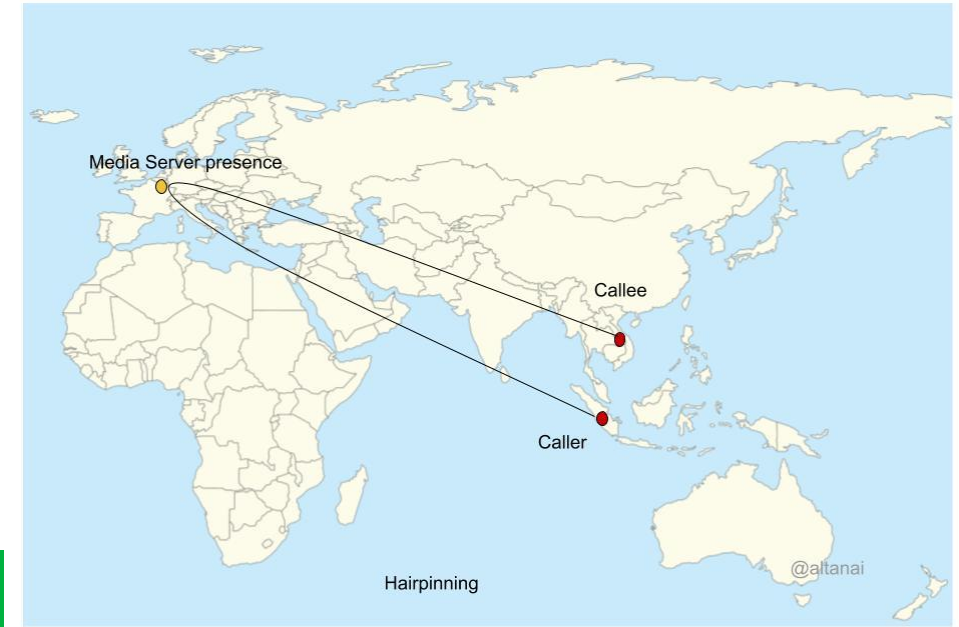 Media Server presence
Callee
Caller
@altanai
Hairpinning